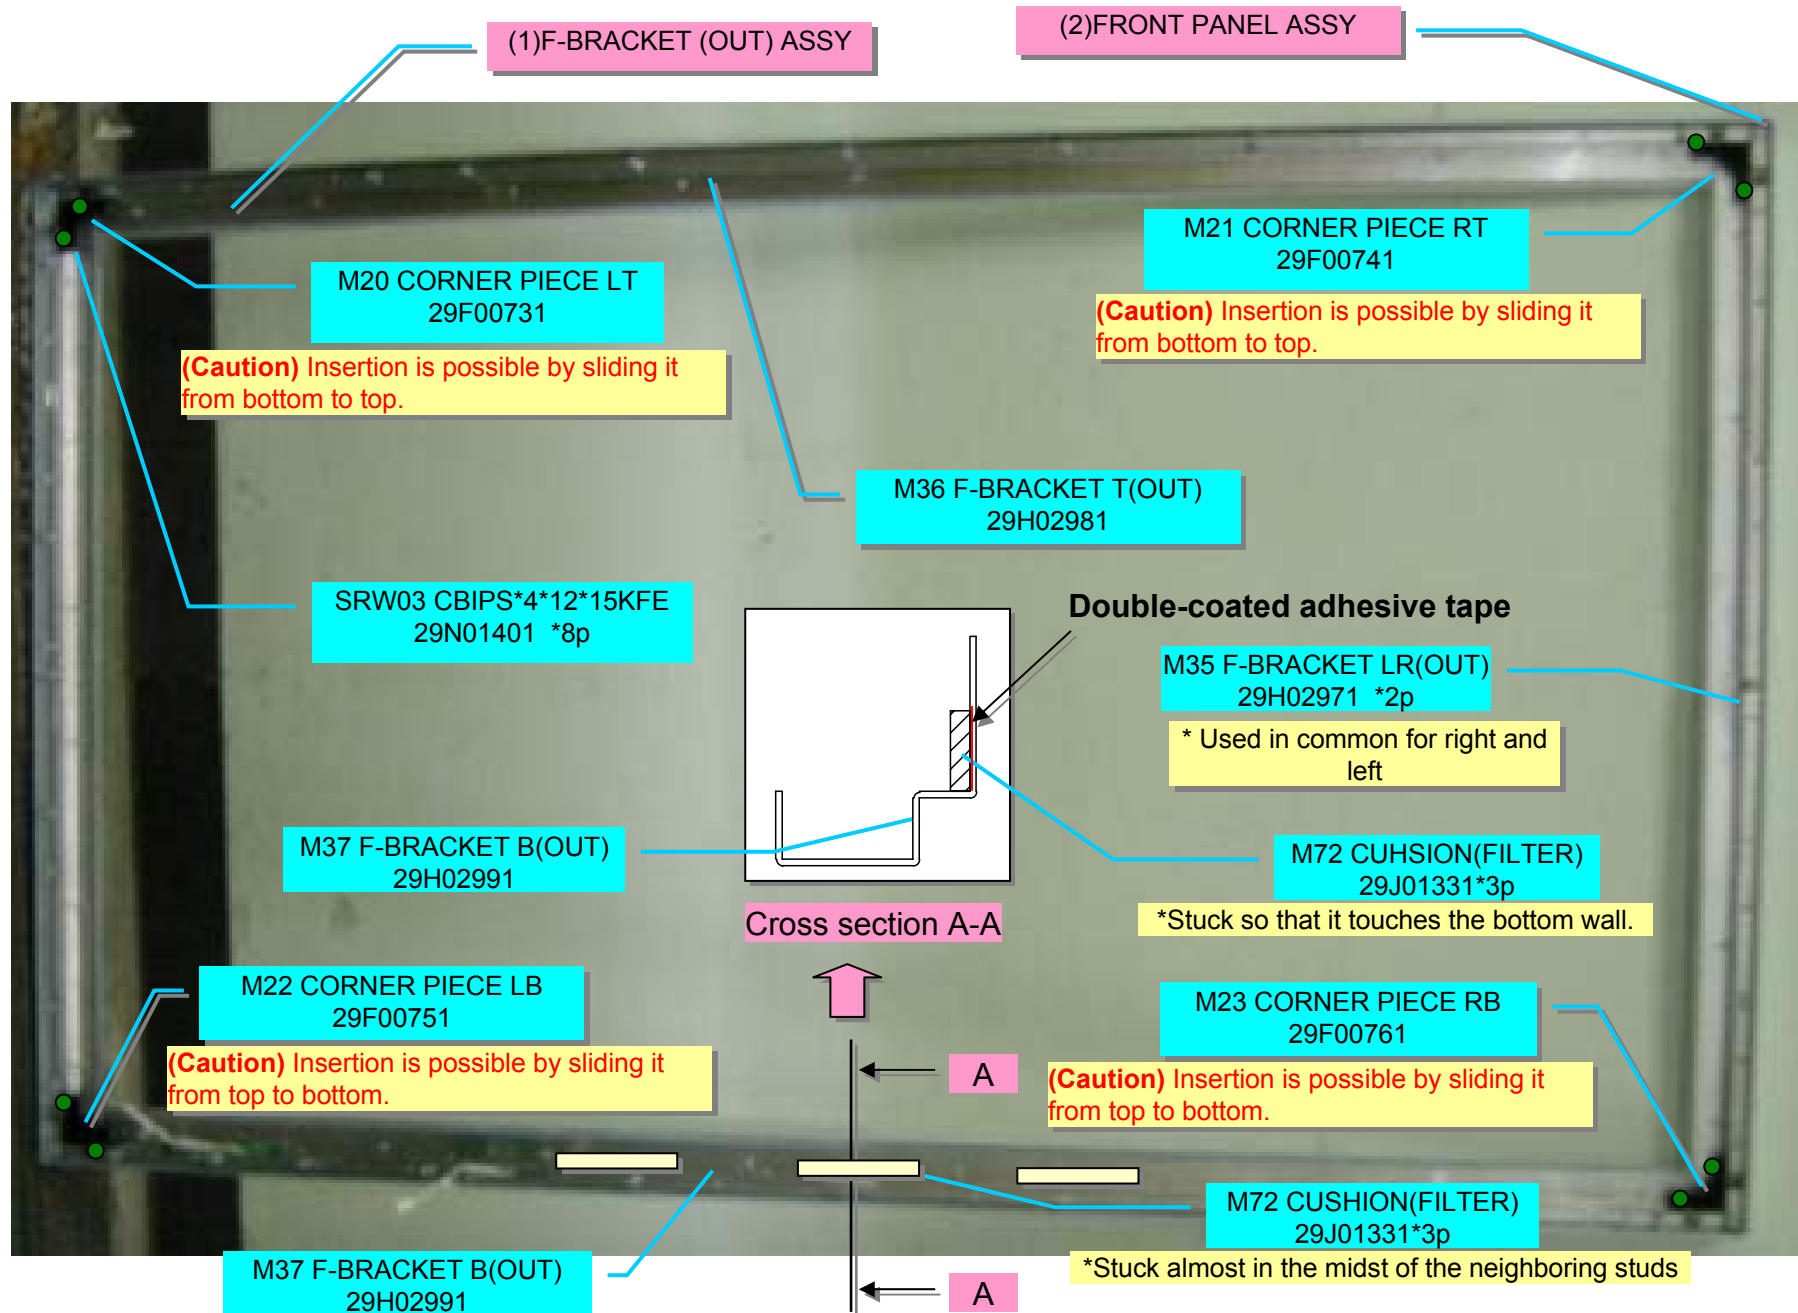 (1)F-BRACKET (OUT) ASSY
(2)FRONT PANEL ASSY
M21 CORNER PIECE RT
29F00741
(Caution) Insertion is possible by sliding it
from bottom to top.
M20 CORNER PIECE LT
29F00731
(Caution) Insertion is possible by sliding it
from bottom to top.
M36 F-BRACKET T(OUT)
29H02981
SRW03 CBIPS*4*12*15KFE
29N01401 *8p
Double-coated adhesive tape
M35 F-BRACKET LR(OUT)
29H02971 *2p
* Used in common for right and
left
M37 F-BRACKET B(OUT)
29H02991
M72 CUHSION(FILTER)
29J01331*3p
*Stuck so that it touches the bottom wall.
Cross section A-A
M22 CORNER PIECE LB
29F00751
(Caution) Insertion is possible by sliding it
from top to bottom.
M23 CORNER PIECE RB
29F00761
(Caution) Insertion is possible by sliding it
from top to bottom.
A
M72 CUSHION(FILTER)
29J01331*3p
*Stuck almost in the midst of the neighboring studs
M37 F-BRACKET B(OUT)
29H02991
A